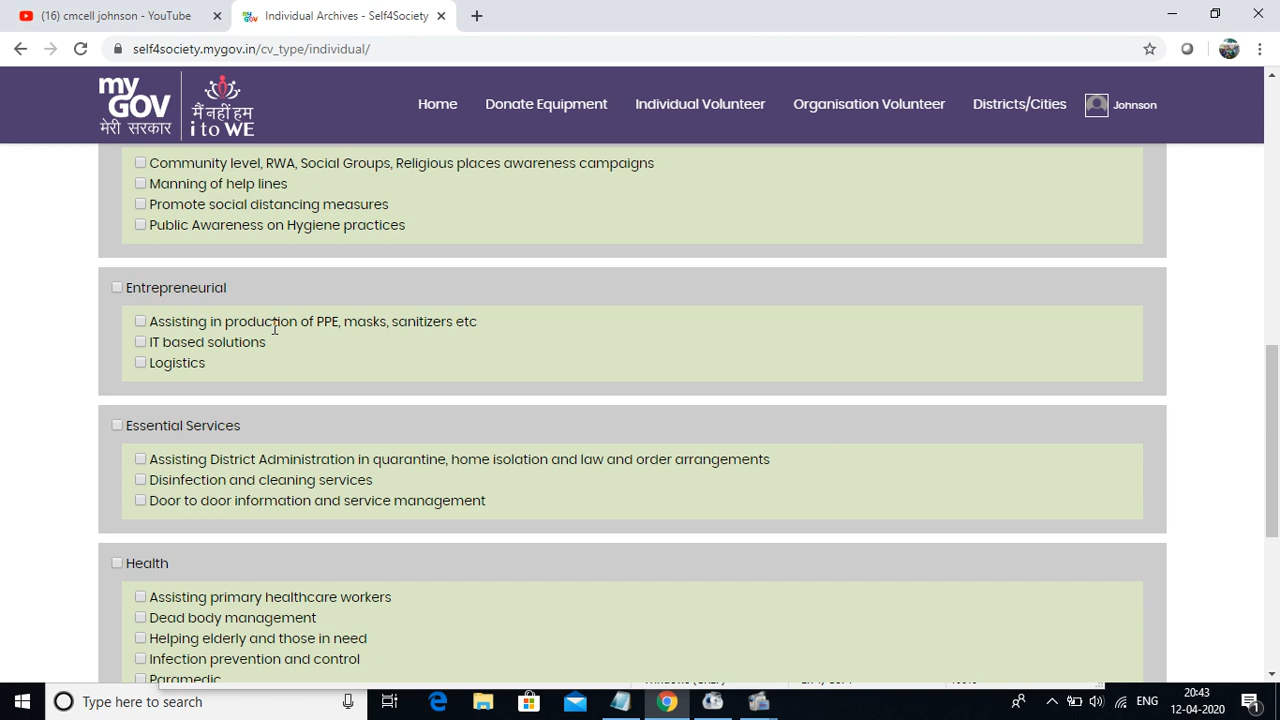 (16) cmcell johnson - YouTube
Individual Archives - Self4Society
self4society.mygov.in/cv_type/individual/
my
GOV
मेरी सरकार
मैं नहीं हम
i to WE
Home
Donate Equipment
Individual Volunteer
Organisation Volunteer
Districts/Cities
Johnson
Community level, RWA, Social Groups, Religious places awareness campaigns
Manning of help lines
Promote social distancing measures
Public Awareness on Hygiene practices
Entrepreneurial
Assisting in production of PPE, masks, sanitizers etc
IT based solutions
Logistics
Essential Services
Assisting District Administration in quarantine, home isolation and law and order arrangements
Disinfection and cleaning services
Door to door information and service management
Health
Assisting primary healthcare workers
Dead body management
Helping elderly and those in need
Infection prevention and control
Paramedic
Type here to search
ENG
20:43
12-04-2020